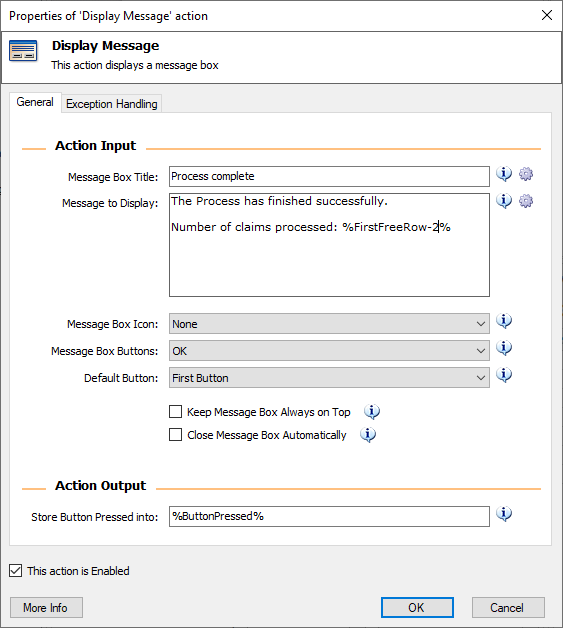 Properties of 'Display Message' action
Display Message
This action displays a message box
General
Exception Handling
Action Input
Message Box Title:
Process complete
Message to Display:
The Process has finished successfully.
Number of claims processed: %FirstFreeRow-2%
Message Box Icon:
None
Message Box Buttons:
OK
Default Button:
First Button
Keep Message Box Always on Top
Close Message Box Automatically
Action Output
Store Button Pressed into:
%ButtonPressed%
This action is Enabled
More Info
OK
Cancel